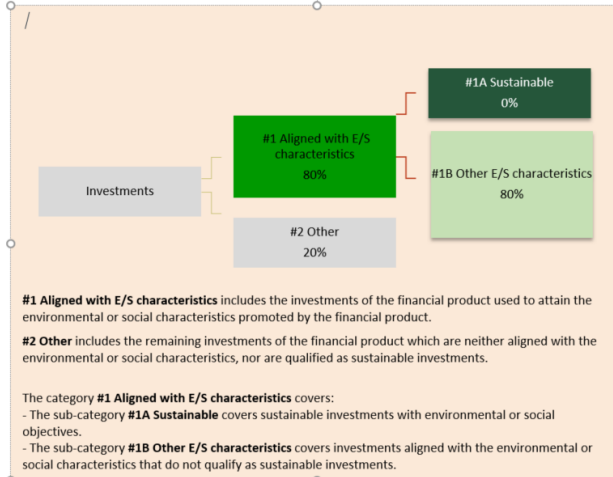 /
#1A Sustainable
0%
#1 Aligned with E/S
characteristics
80%
#1B Other E/S characteristics
80%
Investments
#2 Other
20%
#1 Aligned with E/S characteristics includes the investments of the financial product used to attain the
environmental or social characteristics promoted by the financial product.
#2 Other includes the remaining investments of the financial product which are neither aligned with the
environmental or social characteristics, nor are qualified as sustainable investments.
The category #1 Aligned with E/S characteristics covers:
- The sub-category #1A Sustainable covers sustainable investments with environmental or social
objectives.
- The sub-category #1B Other E/S characteristics covers investments aligned with the environmental or
social characteristics that do not qualify as sustainable investments.